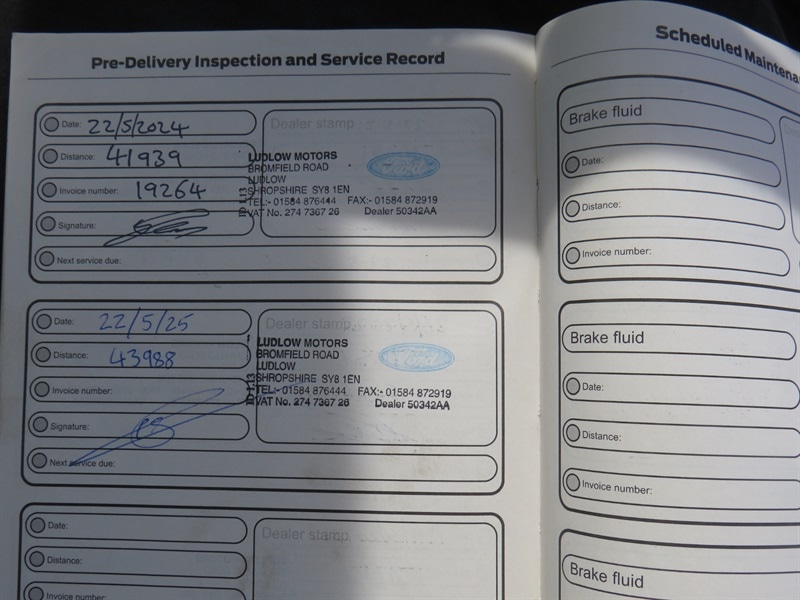 Pre-Delivery Inspection and Service Record
Date: 22/5/2024
Distance: 41939
Invoice number: 19264
Signature:
Next service due:
Dealer stamp
LUDLOW MOTORS
BROMFIELD ROAD
LUDLOW
SHROPSHIRE SY8 1EN
TEL:- 01584 876444 FAX:- 01584 872919
VAT No. 274 7367 26 Dealer 50342AA
Ford
Date: 22/5/25
Distance: 43988
Invoice number:
Signature:
Next service due:
Dealer stamp
LUDLOW MOTORS
BROMFIELD ROAD
LUDLOW
SHROPSHIRE SY8 1EN
TEL:- 01584 876444 FAX:- 01584 872919
VAT No. 274 7367 26 Dealer 50342AA
Ford
Date:
Distance:
Invoice number:
Dealer stamp
Scheduled
Brake fluid
Date:
Distance:
Invoice number:
Brake fluid
Date:
Distance:
Invoice number:
Brake fluid